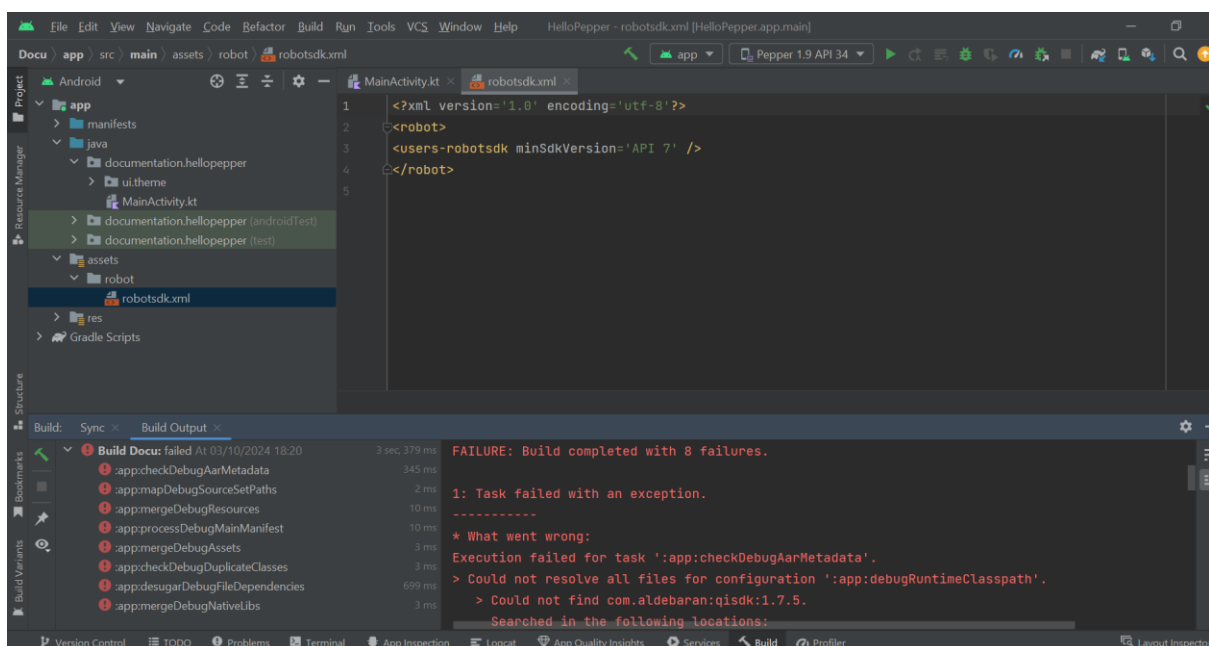 File Edit View Navigate Code Refactor Build Run Tools VCS Window Help HelloPepper - robotsdk.xml [HelloPepper.app.main]
Docu app src main assets robot robotsdk.xml app Pepper 1.9 API 34
Project
Android
MainActivity.kt
robotsdk.xml
app
manifests
java
documentation.hellopepper
ui.theme
MainActivity.kt
documentation.hellopepper (androidTest)
documentation.hellopepper (test)
assets
robot
robotsdk.xml
res
Gradle Scripts
Resource Manager
1 <?xml version='1.0' encoding='utf-8'?>
2 <robot>
3 <users-robotsdk minSdkVersion='API 7' />
4 </robot>
5
Structure
Bookmarks
Build Variants
Build: Sync Build Output
Build Docu: failed At 03/10/2024 18:20 3 sec, 379 ms
:app:checkDebugAarMetadata 345 ms
:app:mapDebugSourceSetPaths 2 ms
:app:mergeDebugResources 10 ms
:app:processDebugMainManifest 10 ms
:app:mergeDebugAssets 3 ms
:app:checkDebugDuplicateClasses 3 ms
:app:desugarDebugFileDependencies 699 ms
:app:mergeDebugNativeLibs 3 ms
FAILURE: Build completed with 8 failures.
1: Task failed with an exception.
-----------
* What went wrong:
Execution failed for task ':app:checkDebugAarMetadata'.
> Could not resolve all files for configuration ':app:debugRuntimeClasspath'.
> Could not find com.aldebaran:qisdk:1.7.5.
Searched in the following locations:
Version Control TODO Problems Terminal App Inspection Logcat App Quality Insights Services Build Profiler Layout Inspector